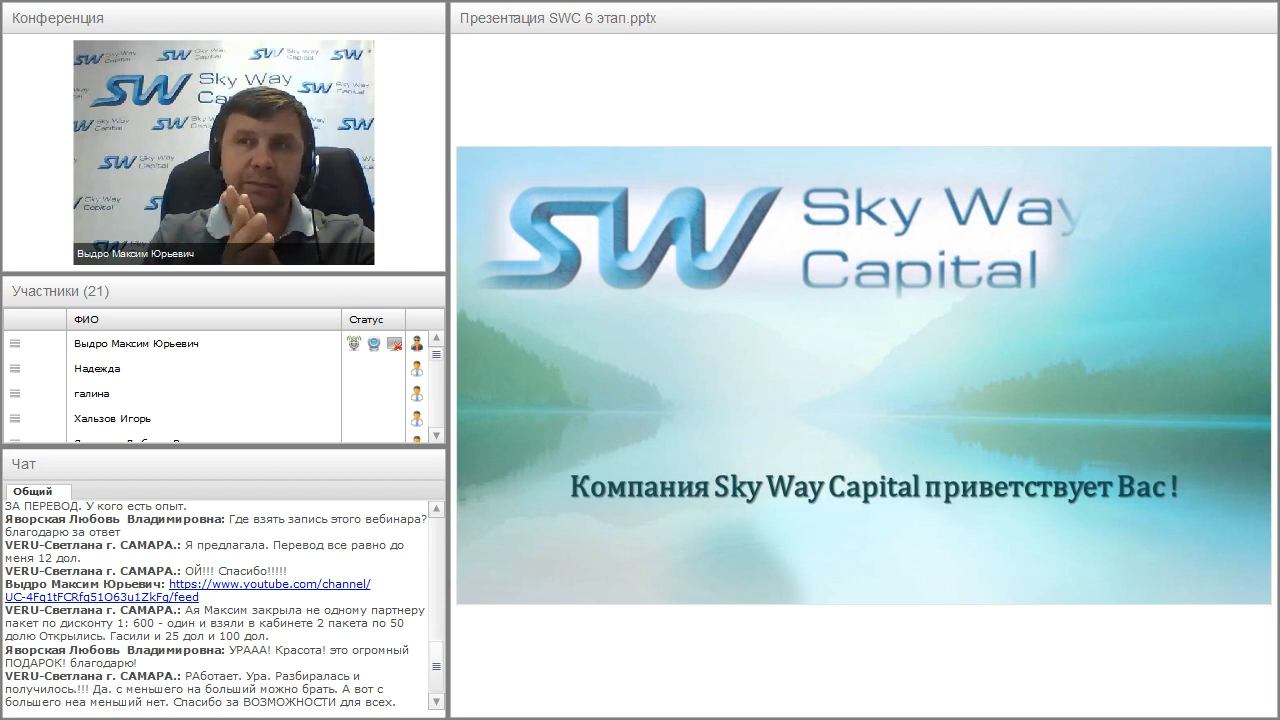 Конференция
Sky Way
Capital
SW
Sky Way
Capital
Выдро Максим Юрьевич
Участники (21)
ФИО
Статус
Выдро Максим Юрьевич
Надежда
галина
Хальзов Игорь
Чат
Общий
ЗА ПЕРЕВОД. У кого есть опыт.
Яворская Любовь Владимировна: Где взять запись этого вебинара?
благодарю за ответ
VERU-Светлана г. САМАРА.: Я предлагала. Перевод все равно до
меня 12 дол.
VERU-Светлана г. САМАРА.: ОЙ!!! Спасибо!!!!!
Выдро Максим Юрьевич: https://www.youtube.com/channel/
UC-4Fq1tFCRfq51O63u1ZkFg/feed
VERU-Светлана г. САМАРА.: Ая Максим закрыла не одному партнеру
пакет по дисконту 1: 600 - один и взяли в кабинете 2 пакета по 50
долю Открылись. Гасили и 25 дол и 100 дол.
Яворская Любовь Владимировна: УРААА! Красота! это огромный
ПОДАРОК! благодарю!
VERU-Светлана г. САМАРА.: РАботает. Ура. Разбиралась и
получилось.!!! Да. с меньшего на больший можно брать. А вот с
большего неа меньший нет. Спасибо за ВОЗМОЖНОСТИ для всех.
Презентация SWC 6 этап.pptx
SW
Sky Way
Capital
Компания Sky Way Capital приветствует Вас !